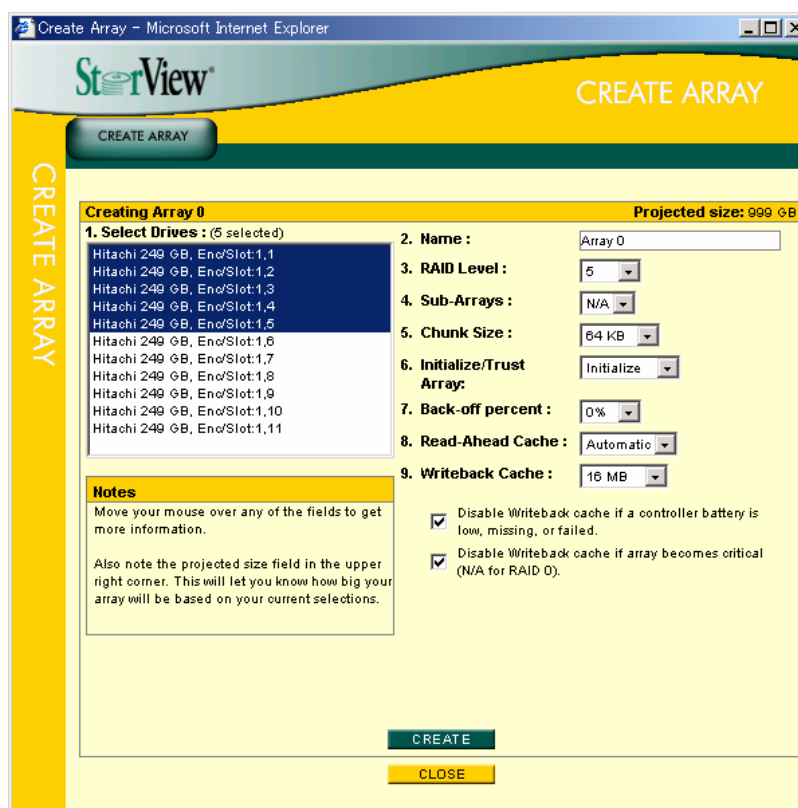 Create Array - Microsoft Internet Explorer
StorView
CREATE ARRAY
CREATE ARRAY
CREATE ARRAY
Creating Array 0
Projected size: 999 GB
1. Select Drives : (5 selected)
Hitachi 249 GB, Enc/Slot:1,1
Hitachi 249 GB, Enc/Slot:1,2
Hitachi 249 GB, Enc/Slot:1,3
Hitachi 249 GB, Enc/Slot:1,4
Hitachi 249 GB, Enc/Slot:1,5
Hitachi 249 GB, Enc/Slot:1,6
Hitachi 249 GB, Enc/Slot:1,7
Hitachi 249 GB, Enc/Slot:1,8
Hitachi 249 GB, Enc/Slot:1,9
Hitachi 249 GB, Enc/Slot:1,10
Hitachi 249 GB, Enc/Slot:1,11
2. Name : Array 0
3. RAID Level : 5
4. Sub-Arrays : N/A
5. Chunk Size : 64 KB
6. Initialize/Trust Initialize
Array:
7. Back-off percent : 0%
8. Read-Ahead Cache : Automatic
9. Writeback Cache : 16 MB
Disable Writeback cache if a controller battery is
low, missing, or failed.
Disable Writeback cache if array becomes critical
(N/A for RAID 0).
Notes
Move your mouse over any of the fields to get
more information.
Also note the projected size field in the upper
right corner. This will let you know how big your
array will be based on your current selections.
CREATE
CLOSE